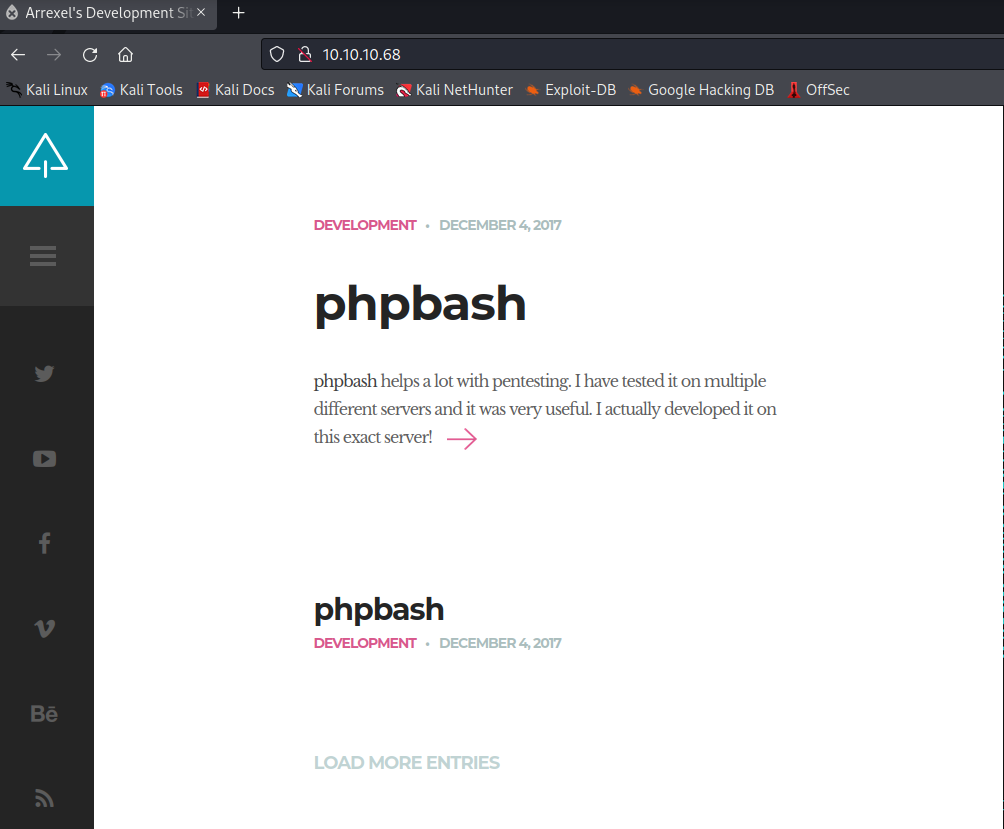 Arrexel's Development Sit
10.10.10.68
Kali Linux Kali Tools Kali Docs Kali Forums Kali NetHunter Exploit-DB Google Hacking DB OffSec
DEVELOPMENT • DECEMBER 4, 2017
phpbash
phpbash helps a lot with pentesting. I have tested it on multiple
different servers and it was very useful. I actually developed it on
this exact server!
phpbash
DEVELOPMENT • DECEMBER 4, 2017
Bē
LOAD MORE ENTRIES